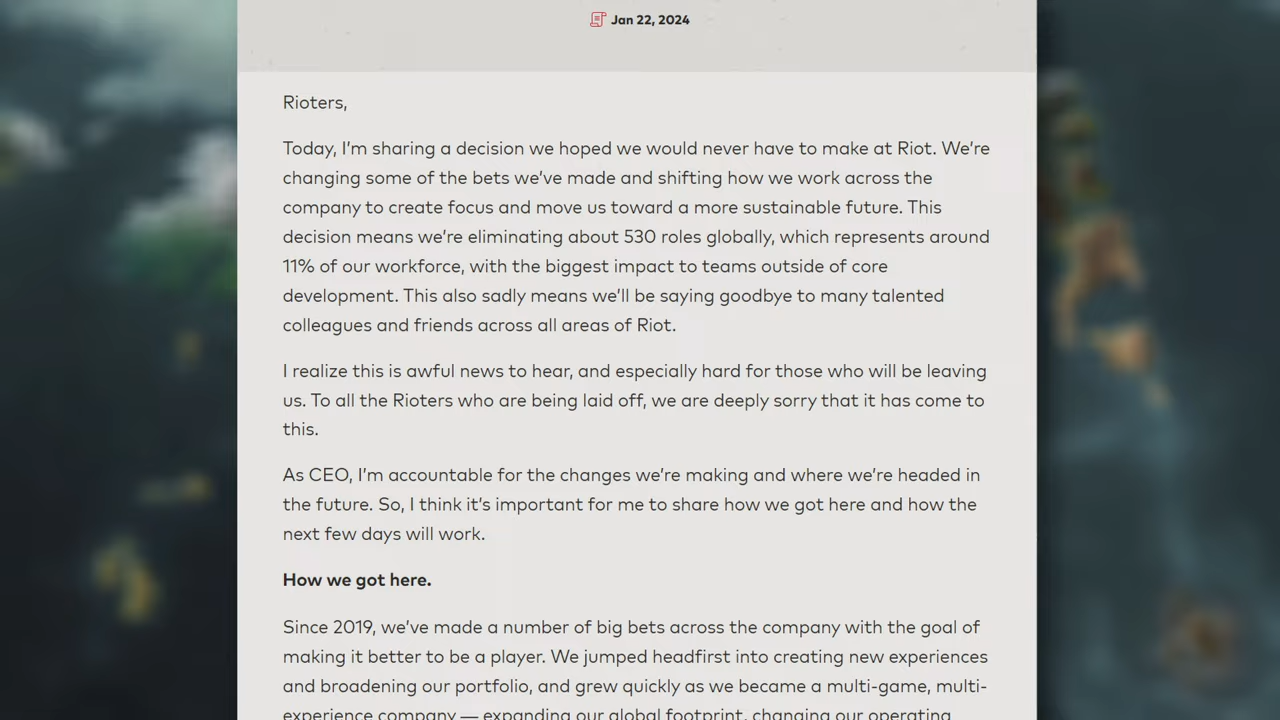 Jan 22, 2024
Rioters,
Today, I’m sharing a decision we hoped we would never have to make at Riot. We’re
changing some of the bets we’ve made and shifting how we work across the
company to create focus and move us toward a more sustainable future. This
decision means we’re eliminating about 530 roles globally, which represents around
11% of our workforce, with the biggest impact to teams outside of core
development. This also sadly means we’ll be saying goodbye to many talented
colleagues and friends across all areas of Riot.
I realize this is awful news to hear, and especially hard for those who will be leaving
us. To all the Rioters who are being laid off, we are deeply sorry that it has come to
this.
As CEO, I’m accountable for the changes we’re making and where we’re headed in
the future. So, I think it’s important for me to share how we got here and how the
next few days will work.
How we got here.
Since 2019, we’ve made a number of big bets across the company with the goal of
making it better to be a player. We jumped headfirst into creating new experiences
and broadening our portfolio, and grew quickly as we became a multi-game, multi-
experience company — expanding our global footprint, changing our operating